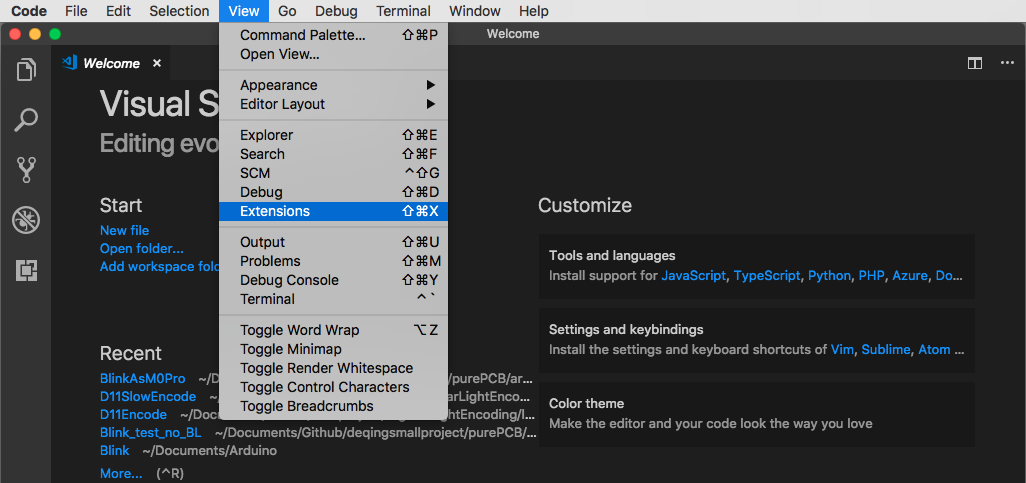 Code File Edit Selection View Go Debug Terminal Window Help
Welcome
Welcome ×
Visual S
Editing evo
Command Palette... ⇧⌘P
Open View...
Appearance ▶
Editor Layout ▶
Explorer ⇧⌘E
Search ⇧⌘F
SCM ⌃⇧G
Debug ⇧⌘D
Extensions ⇧⌘X
Output ⇧⌘U
Problems ⇧⌘M
Debug Console ⇧⌘Y
Terminal ⌃`
Toggle Word Wrap ⌥Z
Toggle Minimap
Toggle Render Whitespace
Toggle Control Characters
Toggle Breadcrumbs
Start
New file
Open folder...
Add workspace fold
Recent
BlinkAsM0Pro ~/D /purePCB/ar...
D11SlowEncode ~ arLightEnco...
D11Encode ~/Docu ghtEncoding/l...
Blink_test_no_BL ~/Documents/Github/deqingsmallproject/purePCB/...
Blink ~/Documents/Arduino
More... (^R)
Customize
Tools and languages
Install support for JavaScript, TypeScript, Python, PHP, Azure, Do...
Settings and keybindings
Install the settings and keyboard shortcuts of Vim, Sublime, Atom ...
Color theme
Make the editor and your code look the way you love